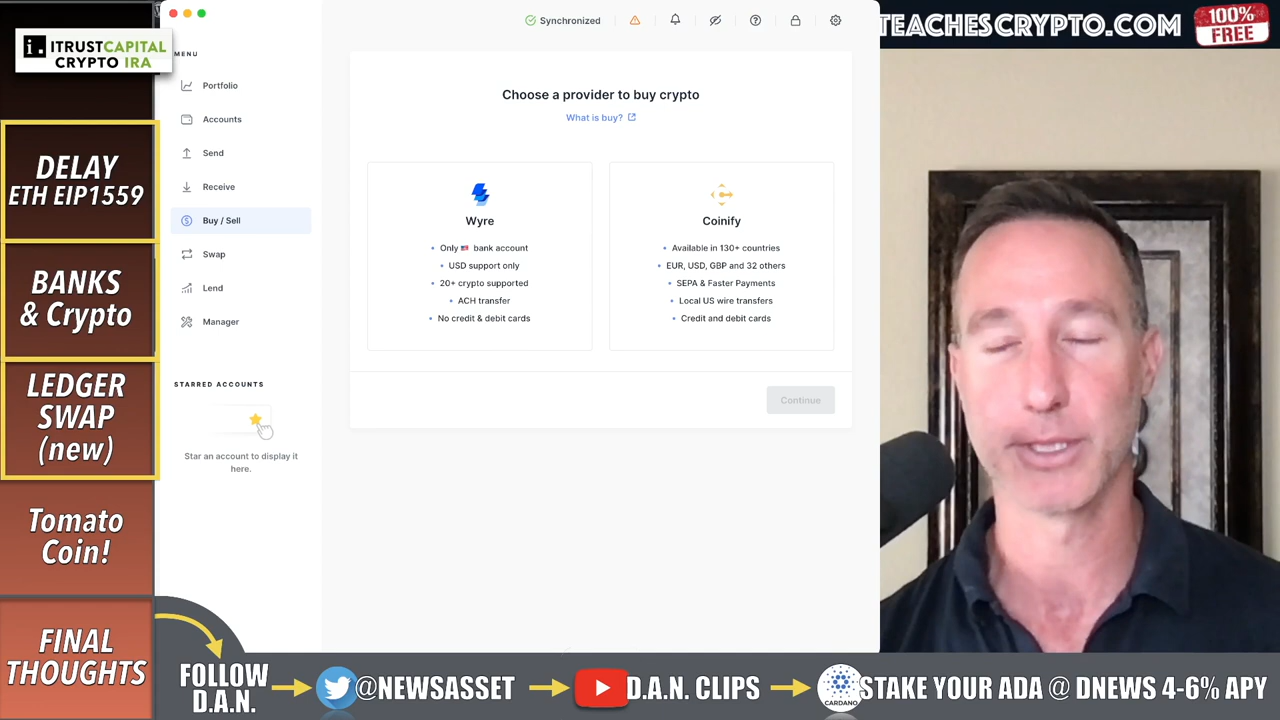 i. ITRUSTCAPITAL
CRYPTO IRA
DELAY
ETH EIP1559
BANKS
& Crypto
LEDGER
SWAP
(new)
Tomato
Coin!
FINAL
THOUGHTS
MENU
Portfolio
Accounts
Send
Receive
Buy / Sell
Swap
Lend
Manager
STARRED ACCOUNTS
Star an account to display it
here.
Synchronized
Choose a provider to buy crypto
What is buy?
Wyre
Only 🇺🇸 bank account
USD support only
20+ crypto supported
ACH transfer
No credit & debit cards
Coinify
Available in 130+ countries
EUR, USD, GBP and 32 others
SEPA & Faster Payments
Local US wire transfers
Credit and debit cards
Continue
TEACHESCRYPTO.COM
100%
FREE
FOLLOW
D.A.N.
@NEWSASSET
D.A.N. CLIPS
CARDANO
STAKE YOUR ADA @ DNEWS 4-6% APY